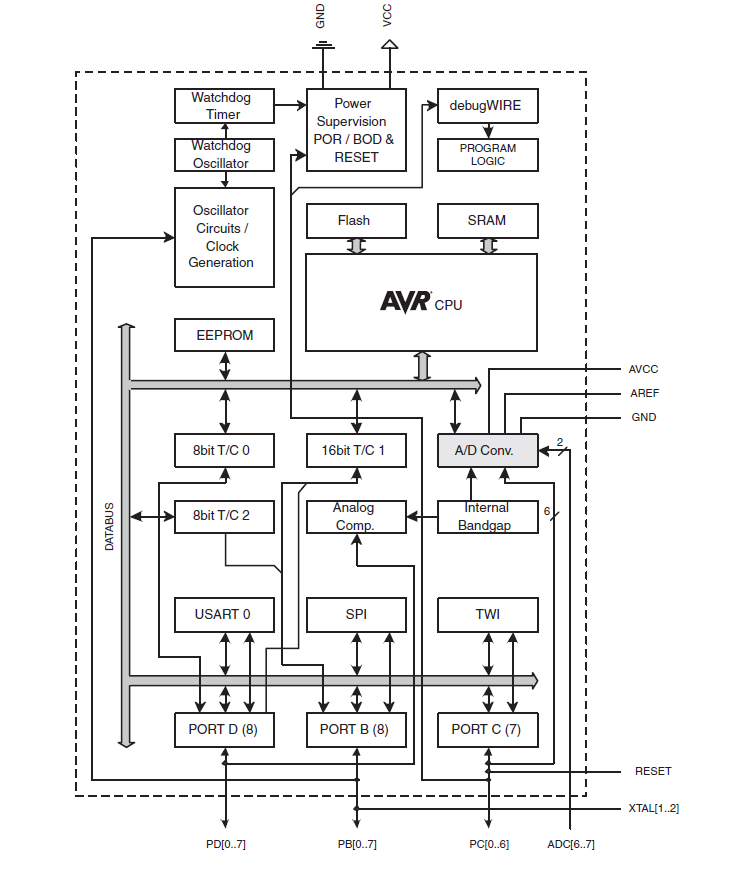 GND
VCC
Watchdog
Timer
Power
Supervision
POR / BOD &
RESET
debugWIRE
Watchdog
Oscillator
PROGRAM
LOGIC
Oscillator
Circuits /
Clock
Generation
Flash
SRAM
AVR CPU
EEPROM
AVCC
AREF
GND
8bit T/C 0
16bit T/C 1
A/D Conv.
2
DATABUS
8bit T/C 2
Analog
Comp.
Internal
Bandgap
6
USART 0
SPI
TWI
PORT D (8)
PORT B (8)
PORT C (7)
RESET
XTAL[1..2]
PD[0..7]
PB[0..7]
PC[0..6]
ADC[6..7]